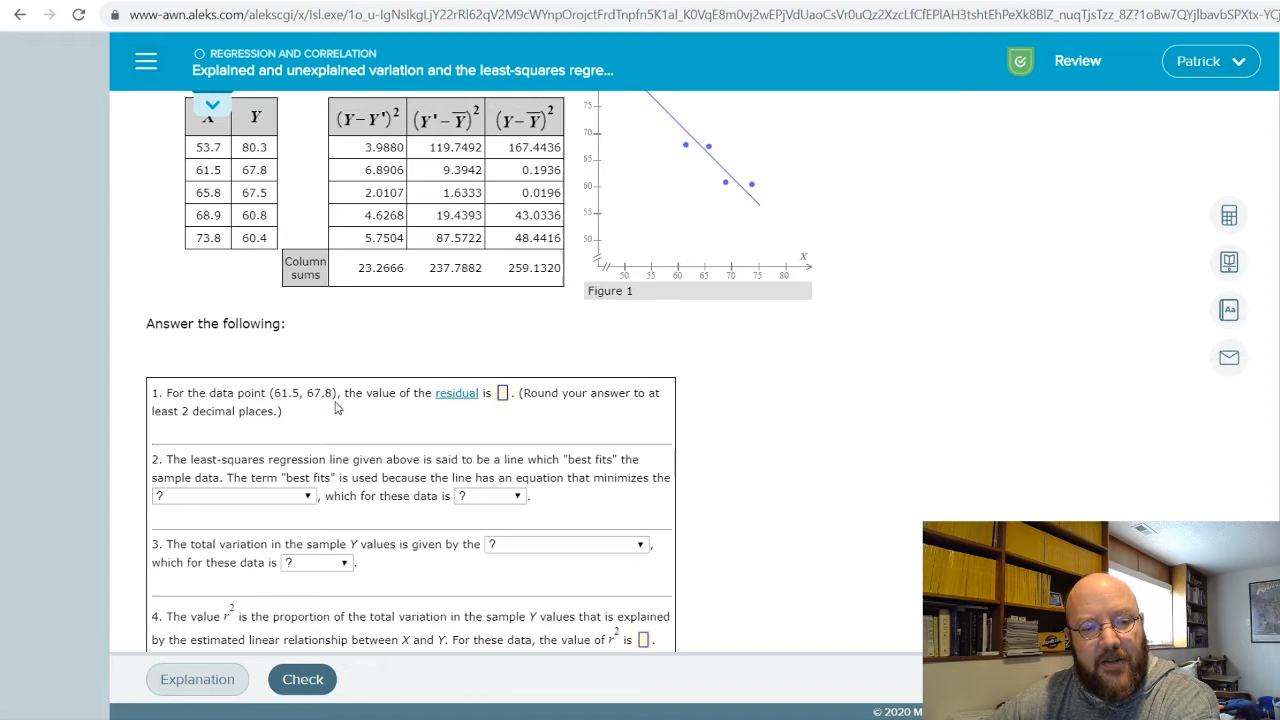 www-awn.aleks.com/alekscgi/x/Isl.exe/1o_u-IgNsIkgLjY22rRI62qV2M9cWYnpOrojctFrdTnpfn5K1al_K0VqE8m0vj2wEPjVdUaoCsVr0uQz2XzcLfCfEPlAH3tshtEhPeXk8BlZ_nuqTjsTzz_8Z?1oBw7QYjlbavbSPXtx-YCj
REGRESSION AND CORRELATION
Explained and unexplained variation and the least-squares regre...
Review
Patrick
X Y (Y-Y')² (Y'-Y̅)² (Y-Y̅)²
53.7 80.3 3.9880 119.7492 167.4436
61.5 67.8 6.8906 9.3942 0.1936
65.8 67.5 2.0107 1.6333 0.0196
68.9 60.8 4.6268 19.4393 43.0336
73.8 60.4 5.7504 87.5722 48.4416
Column sums 23.2666 237.7882 259.1320
75
70
65
60
55
50
X
50 55 60 65 70 75 80
Figure 1
Answer the following:
1. For the data point (61.5, 67.8), the value of the residual is . (Round your answer to at
least 2 decimal places.)
2. The least-squares regression line given above is said to be a line which "best fits" the
sample data. The term "best fits" is used because the line has an equation that minimizes the
? , which for these data is ? .
3. The total variation in the sample Y values is given by the ? ,
which for these data is ? .
4. The value r² is the proportion of the total variation in the sample Y values that is explained
by the estimated linear relationship between X and Y. For these data, the value of r² is .
Explanation
Check
© 2020 M
Aa